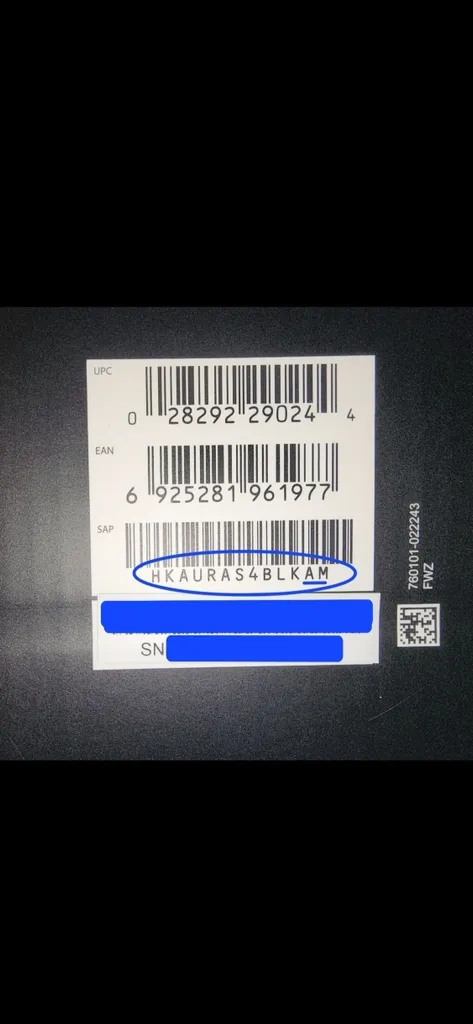 UPC
0 28292 29024 4
EAN
6 925281 961977
SAP
HKAURAS4BLKAM
SN
760101-022243
FWZ